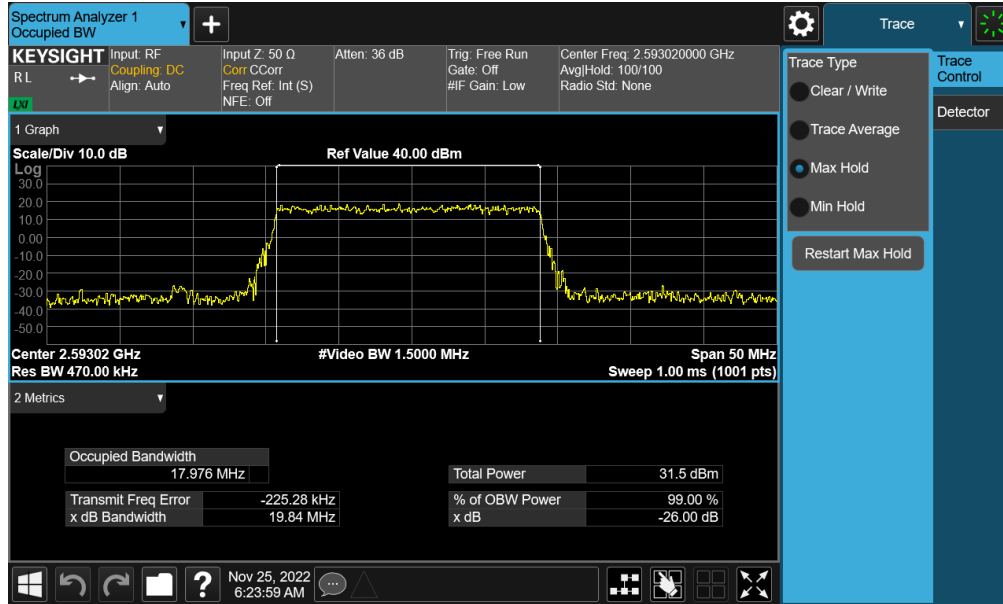 Spectrum Analyzer 1
Occupied BW
Trace
KEYSIGHT
R L
LXI
Input: RF
Coupling: DC
Align: Auto
Input Z: 50 Ω
Corr CCorr
Freq Ref: Int (S)
NFE: Off
Atten: 36 dB
Trig: Free Run
Gate: Off
#IF Gain: Low
Center Freq: 2.593020000 GHz
Avg|Hold: 100/100
Radio Std: None
1 Graph
Scale/Div 10.0 dB
Ref Value 40.00 dBm
Log
30.0
20.0
10.0
0.00
-10.0
-20.0
-30.0
-40.0
-50.0
Center 2.59302 GHz
#Video BW 1.5000 MHz
Span 50 MHz
Res BW 470.00 kHz
Sweep 1.00 ms (1001 pts)
2 Metrics
Occupied Bandwidth
17.976 MHz
Total Power 31.5 dBm
Transmit Freq Error -225.28 kHz
% of OBW Power 99.00 %
x dB Bandwidth 19.84 MHz
x dB -26.00 dB
Nov 25, 2022
6:23:59 AM
Trace Type
Clear / Write
Trace Average
Max Hold
Min Hold
Restart Max Hold
Trace
Control
Detector